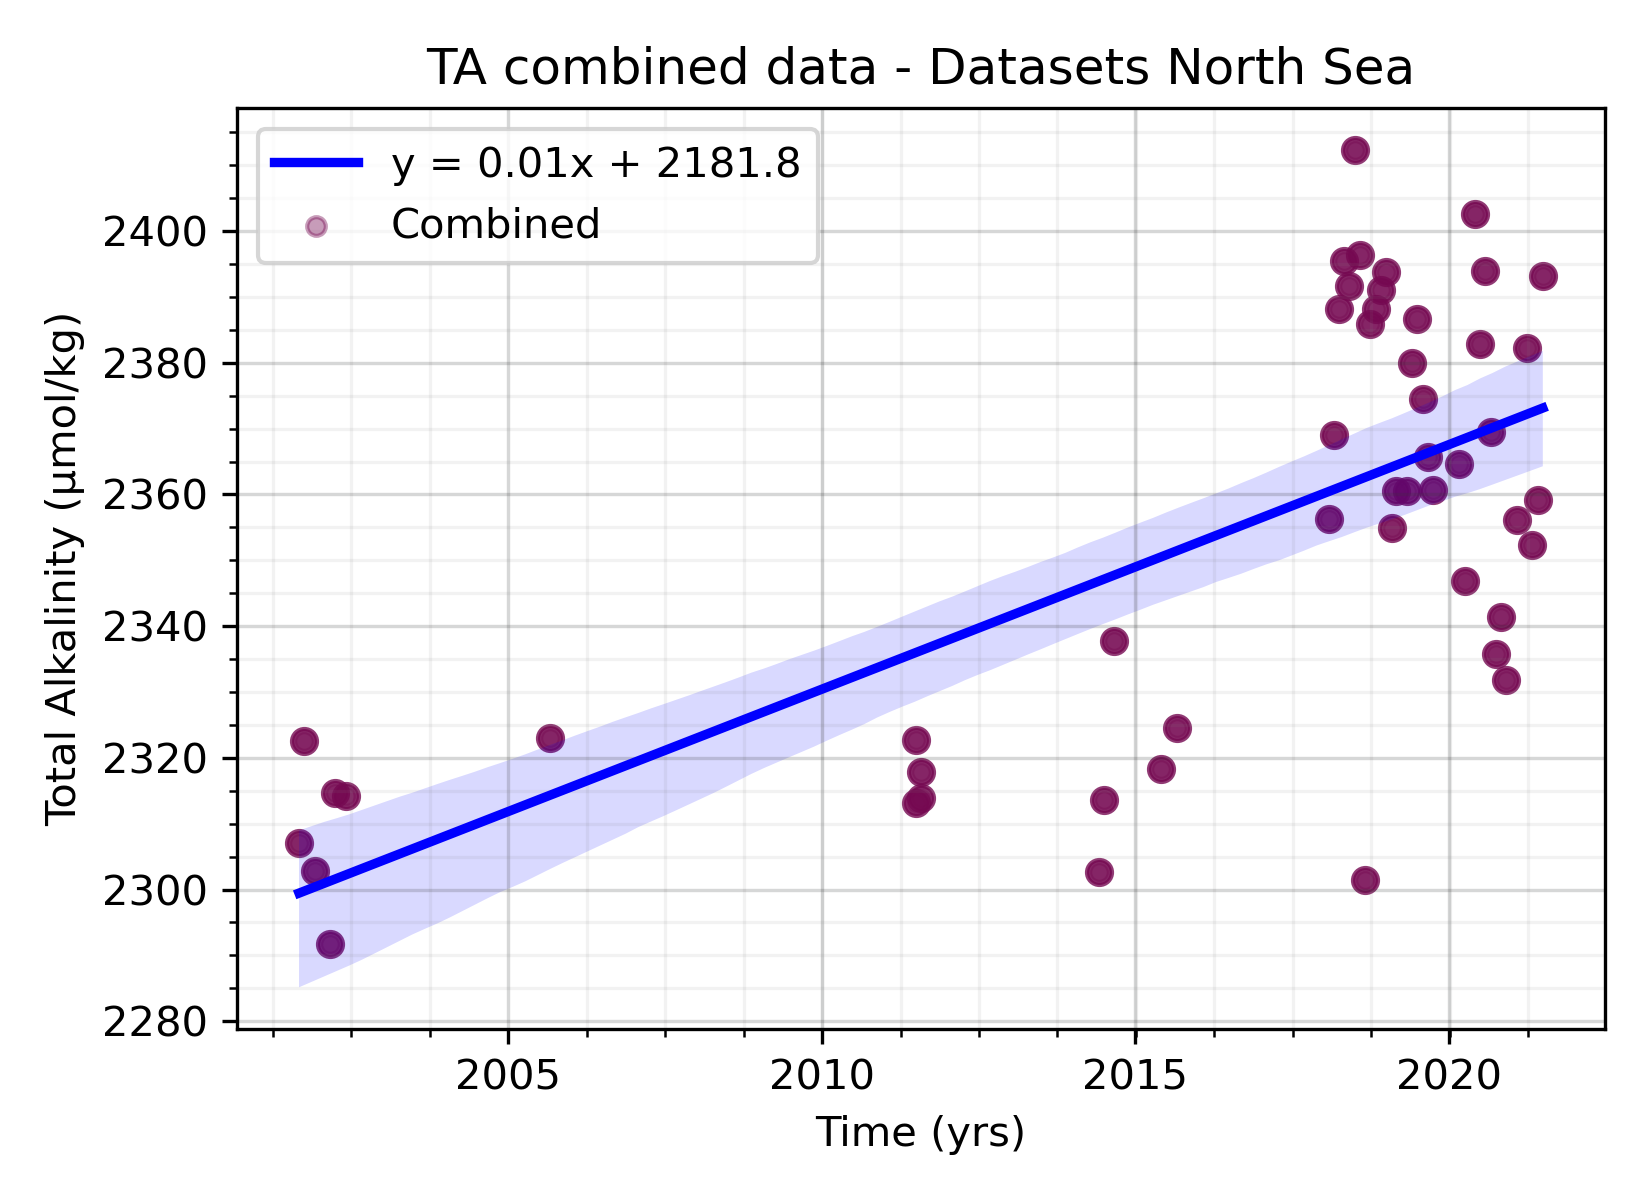 TA combined data - Datasets North Sea
y = 0.01x + 2181.8
Combined
2400
2380
2360
2340
2320
2300
2280
Total Alkalinity (μmol/kg)
2005
2010
2015
2020
Time (yrs)